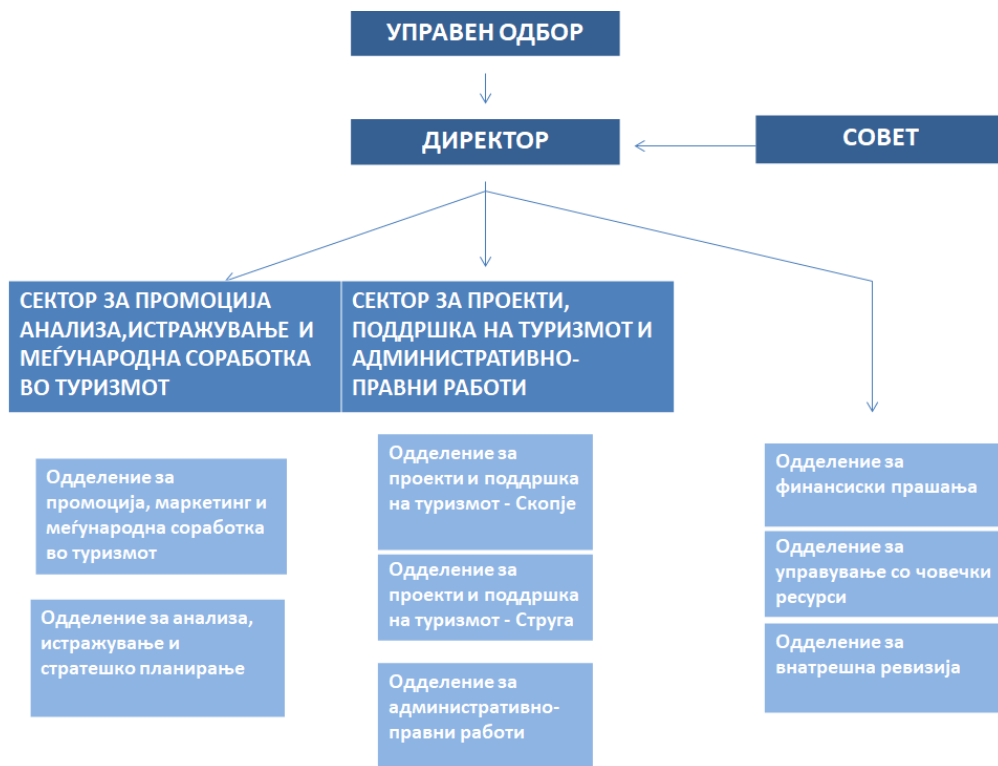 УПРАВЕН ОДБОР
ДИРЕКТОР
СОВЕТ
СЕКТОР ЗА ПРОМОЦИЈА
АНАЛИЗА,ИСТРАЖУВАЊЕ И
МЕЃУНАРОДНА СОРАБОТКА
ВО ТУРИЗМОТ
СЕКТОР ЗА ПРОЕКТИ,
ПОДДРШКА НА ТУРИЗМОТ И
АДМИНИСТРАТИВНО-
ПРАВНИ РАБОТИ
Одделение за
промоција, маркетинг и
меѓународна соработка
во туризмот
Одделение за анализа,
истражување и
стратешко планирање
Одделение за
проекти и поддршка
на туризмот - Скопје
Одделение за
проекти и поддршка
на туризмот - Струга
Одделение за
административно-
правни работи
Одделение за
финансиски прашања
Одделение за
управување со човечки
ресурси
Одделение за
внатрешна ревизија